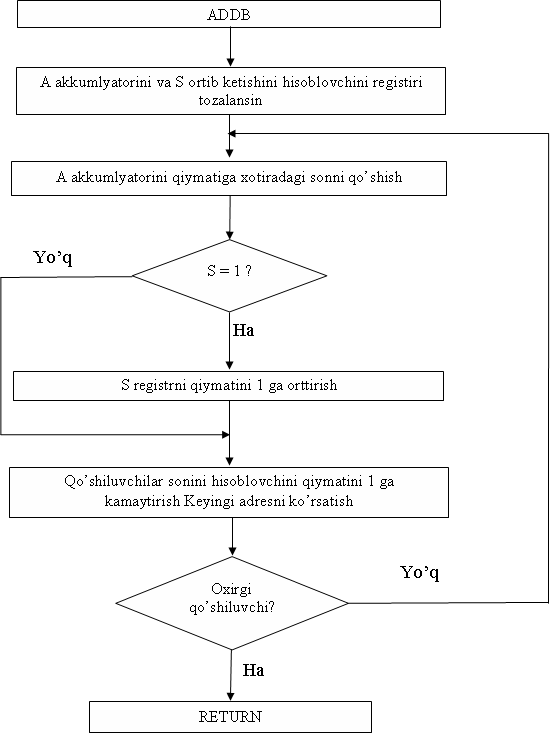 ADDB
A akkumlyatorini va S ortib ketishini hisoblovchini registiri
tozalansin
A akkumlyatorini qiymatiga xotiradagi sonni qo’shish
Yo’q
S = 1 ?
Ha
S registrni qiymatini 1 ga orttirish
Qo’shiluvchilar sonini hisoblovchini qiymatini 1 ga
kamaytirish Keyingi adresni ko’rsatish
Yo’q
Oxirgi
qo’shiluvchi?
Ha
RETURN